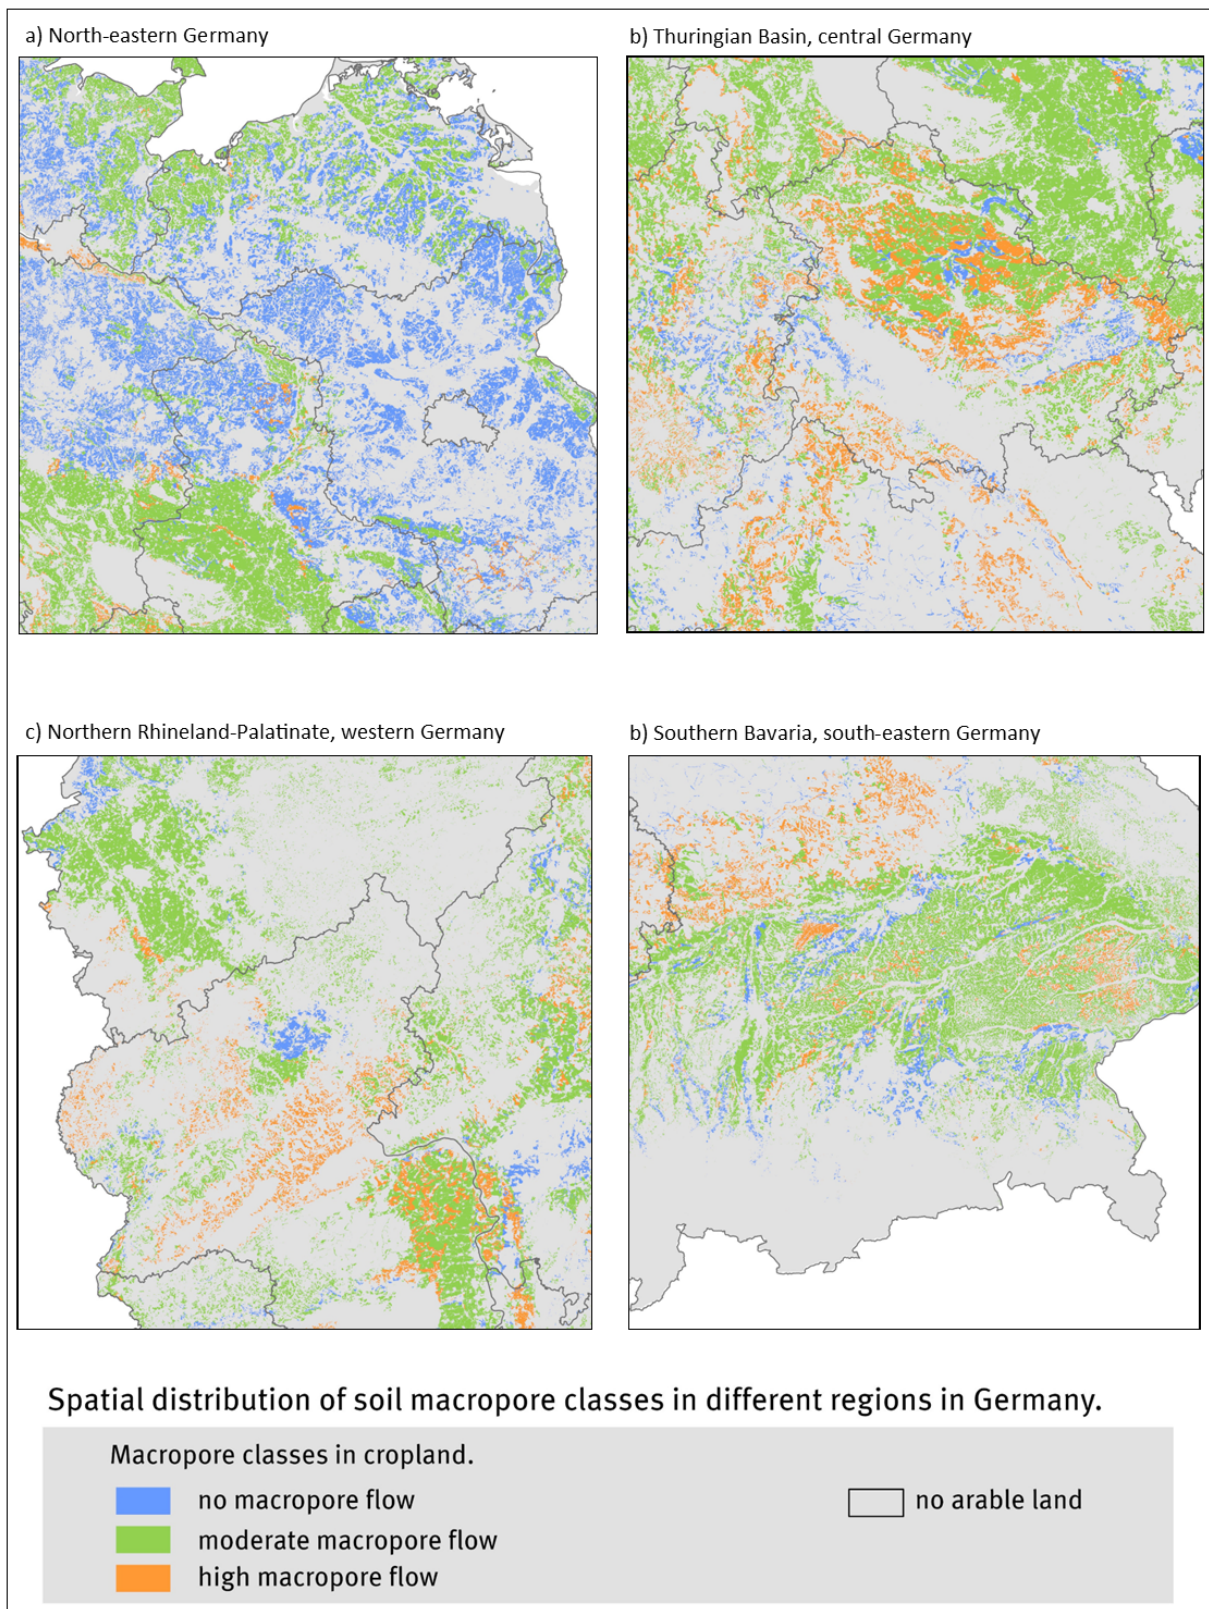 a) North-eastern Germany
b) Thuringian Basin, central Germany
c) Northern Rhineland-Palatinate, western Germany
b) Southern Bavaria, south-eastern Germany
Spatial distribution of soil macropore classes in different regions in Germany.
Macropore classes in cropland.
no macropore flow
no arable land
moderate macropore flow
high macropore flow